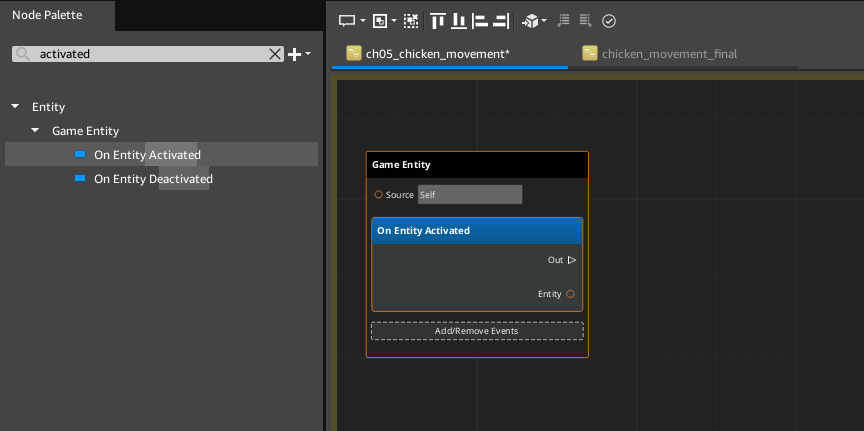 Node Palette
activated
Entity
Game Entity
On Entity Activated
On Entity Deactivated
ch05_chicken_movement*
chicken_movement_final
Game Entity
Source Self
On Entity Activated
Out
Entity
Add/Remove Events